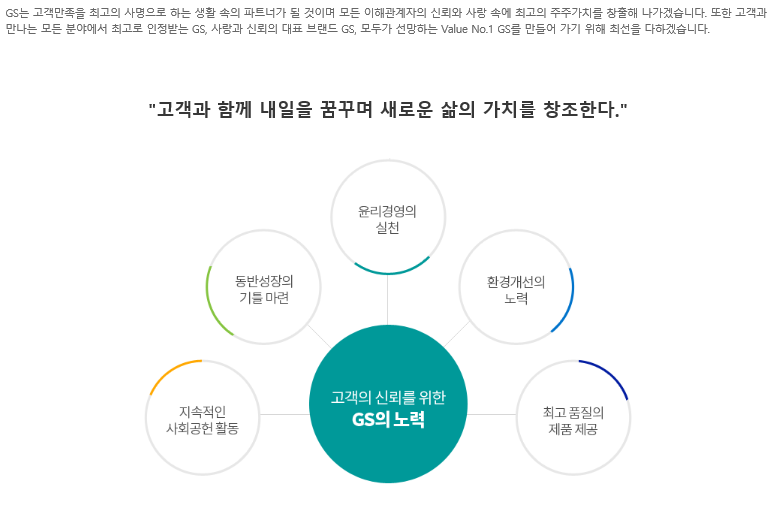 GS는 고객만족을 최고의 사명으로 하는 생활 속의 파트너가 될 것이며 모든 이해관계자의 신뢰와 사랑 속에 최고의 주주가치를 창출해 나가겠습니다. 또한 고객과
만나는 모든 분야에서 최고로 인정받는 GS, 사랑과 신뢰의 대표 브랜드 GS, 모두가 선망하는 Value No.1 GS를 만들어 가기 위해 최선을 다하겠습니다.
"고객과 함께 내일을 꿈꾸며 새로운 삶의 가치를 창조한다."
윤리경영의
실천
동반성장의
기틀 마련
환경개선의
노력
지속적인
사회공헌 활동
고객의 신뢰를 위한
GS의 노력
최고 품질의
제품 제공